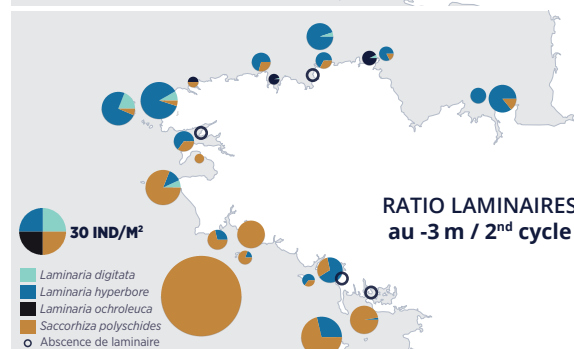 RATIO LAMINAIRES
au -3 m / 2nd cycle
30 IND/M²
Laminaria digitata
Laminaria hyperbore
Laminaria ochroleuca
Saccorhiza polyschides
Abscence de laminaire